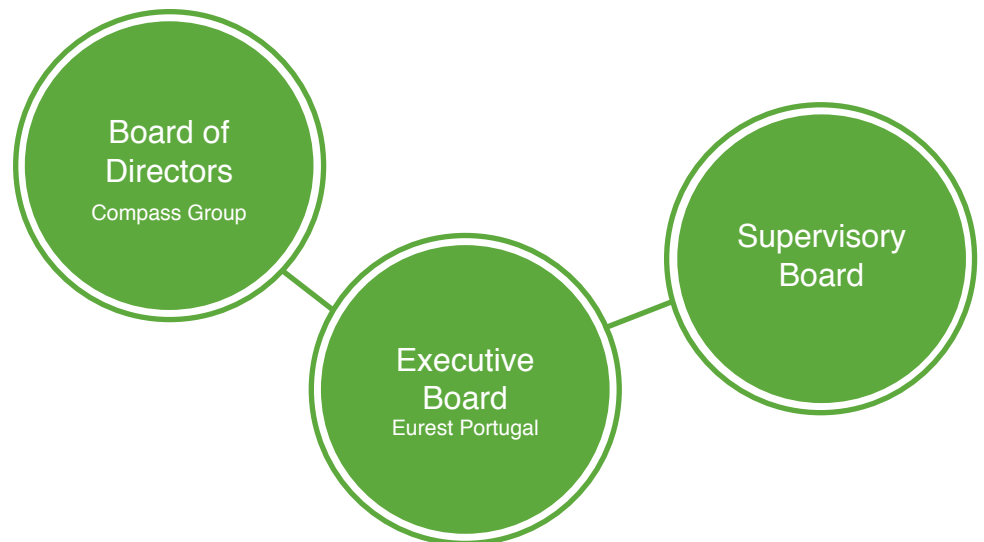 Board of
Directors
Compass Group
Executive
Board
Eurest Portugal
Supervisory
Board